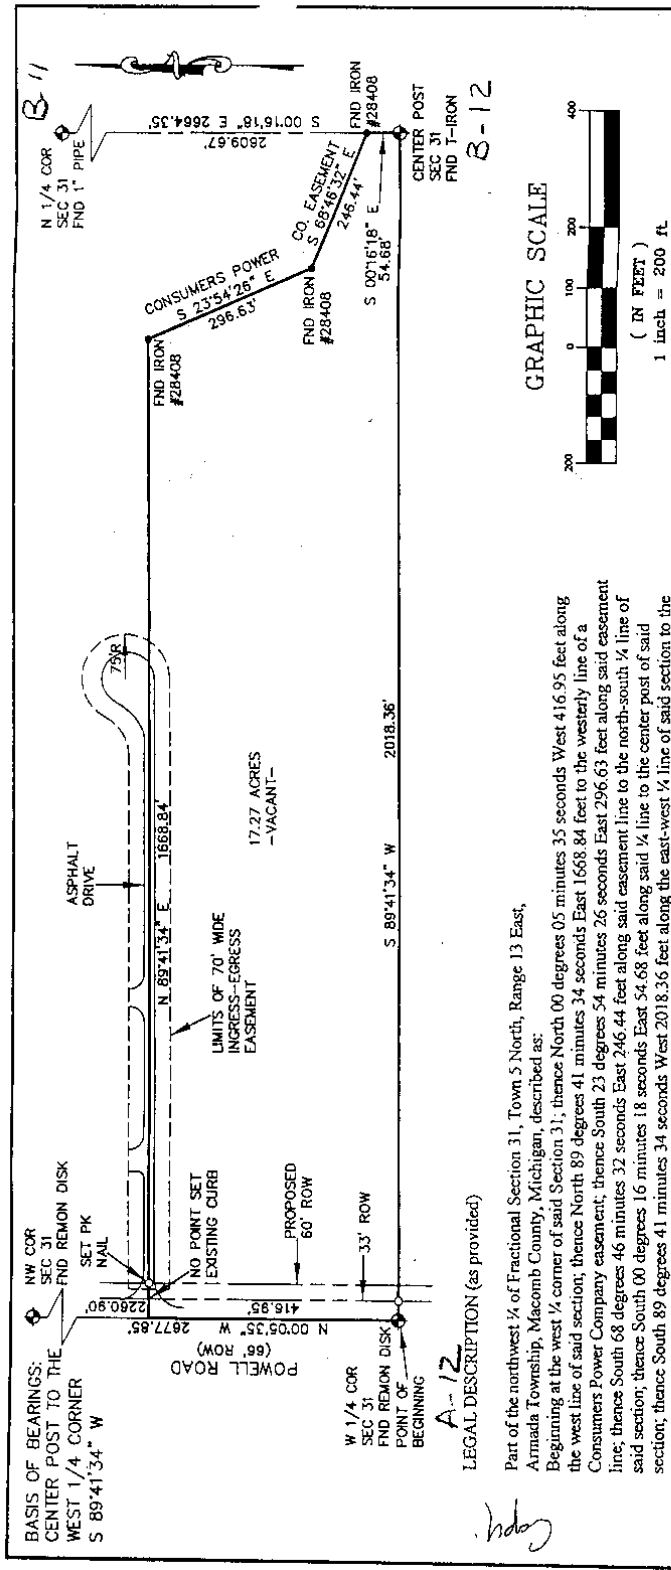 BASIS OF BEARINGS:
CENTER POST TO THE
WEST 1/4 CORNER
S 89°41'34" W
NW COR
SEC 31
FND REMON DISK
SET PK
NAIL
NO POINT SET
EXISTING CURB
2260.90'
2677.85'
416.95'
N 00°05'35" W
POWELL ROAD
(66' ROW)
PROPOSED
60' ROW
33' ROW
W 1/4 COR
SEC 31
FND REMON DISK
POINT OF
BEGINNING
A-12
ASPHALT
DRIVE
75'R
N 89°41'34" E 1668.84'
LIMITS OF 70' WIDE
INGRESS-EGRESS
EASEMENT
17.27 ACRES
-VACANT-
S 89°41'34" W 2018.36'
FND IRON
#28408
CONSUMERS POWER
S 23°54'26" E
296.63'
FND IRON
#28408
CO. EASEMENT
S 68°46'32" E
246.44'
FND IRON
#28408
S 00°16'18" E
54.68'
N 1/4 COR
SEC 31
FND 1" PIPE
B-11
S 00°16'18" E 2664.35'
2609.67'
CENTER POST
SEC 31
FND T-IRON
B-12
GRAPHIC SCALE
200 0 100 200 400
( IN FEET )
1 inch = 200 ft.
Copy.
LEGAL DESCRIPTION (as provided)
Part of the northwest ¼ of Fractional Section 31, Town 5 North, Range 13 East,
Armada Township, Macomb County, Michigan, described as:
Beginning at the west ¼ corner of said Section 31; thence North 00 degrees 05 minutes 35 seconds West 416.95 feet along
the west line of said section; thence North 89 degrees 41 minutes 34 seconds East 1668.84 feet to the westerly line of a
Consumers Power Company easement; thence South 23 degrees 54 minutes 26 seconds East 296.63 feet along said easement
line; thence South 68 degrees 46 minutes 32 seconds East 246.44 feet along said easement line to the north-south ¼ line of
said section; thence South 00 degrees 16 minutes 18 seconds East 54.68 feet along said ¼ line to the center post of said
section; thence South 89 degrees 41 minutes 34 seconds West 2018.36 feet along the east-west ¼ line of said section to the